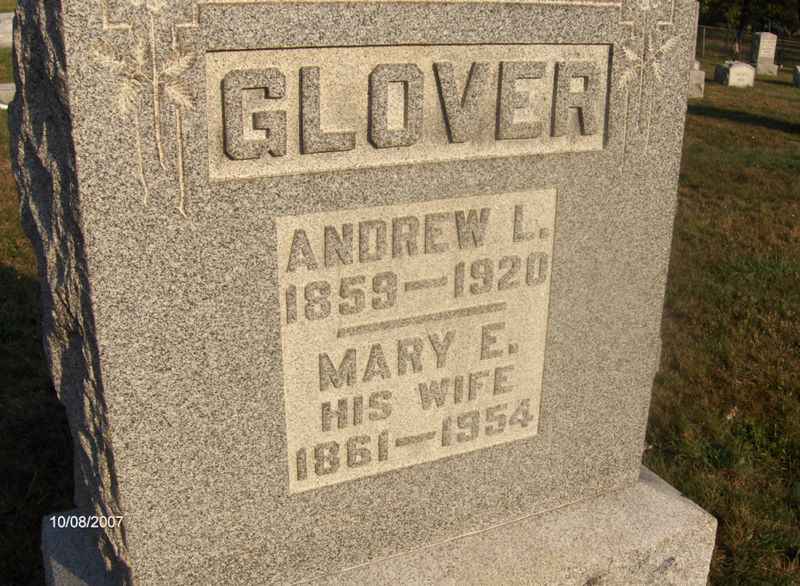 GLOVER
ANDREW L.
1859—1920
MARY E.
HIS WIFE
1861—1954
10/08/2007